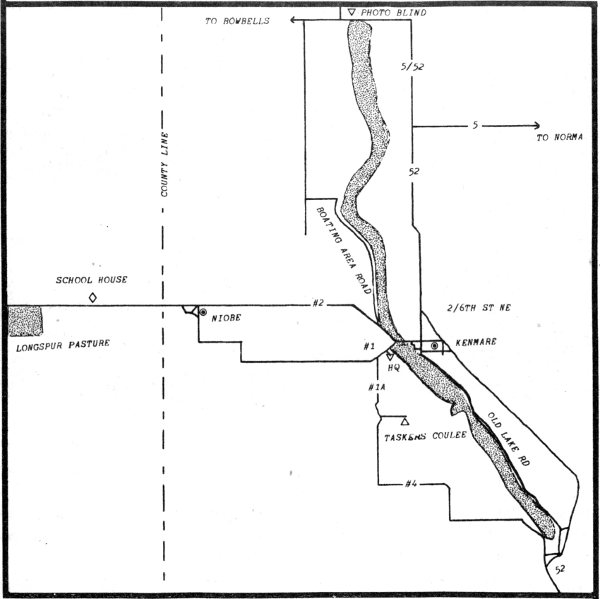 PHOTO BLIND
TO BOWBELLS
5/52
5
TO NORMA
COUNTY LINE
52
BOATING AREA ROAD
SCHOOL HOUSE
#2
2/6TH ST NE
NIOBE
LONGSPUR PASTURE
#1
KENMARE
HQ
#1A
OLD LAKE RD
TASKERS COULEE
#4
52